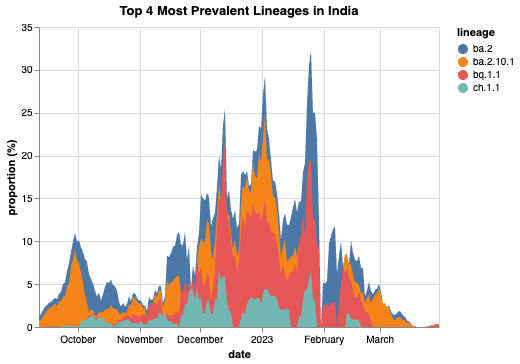 Top 4 Most Prevalent Lineages in India
lineage
ba.2
ba.2.10.1
bq.1.1
ch.1.1
proportion (%)
35
30
25
20
15
10
5
0
October November December 2023 February March
date